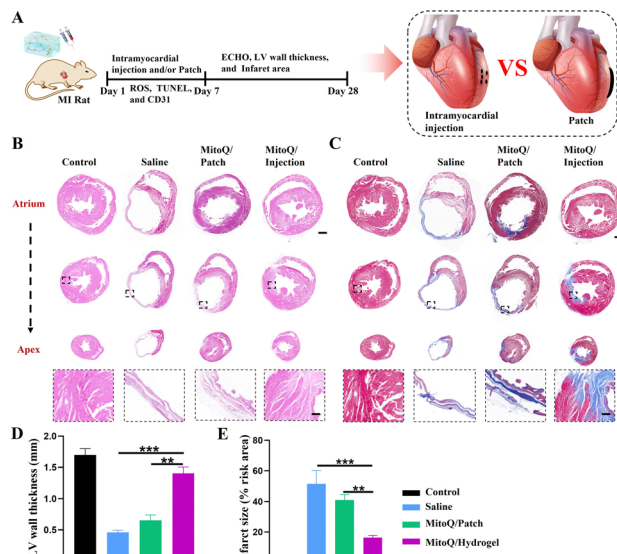 A
Intramyocardial
injection and/or Patch
ECHO, LV wall thickness,
and Infaret area
MI Rat
Day 1
ROS, TUNEL,
and CD31
Day 7
Day 28
VS
Intramyocardial
injection
Patch
B
Control
Saline
MitoQ/
Patch
MitoQ/
Injection
C
Control
Saline
MitoQ/
Patch
MitoQ/
Injection
Atrium
Apex
D
LV wall thickness (mm)
2.0
1.5
1.0
0.5
***
**
E
farct size (% risk area)
80
60
40
20
***
**
Control
Saline
MitoQ/Patch
MitoQ/Hydrogel